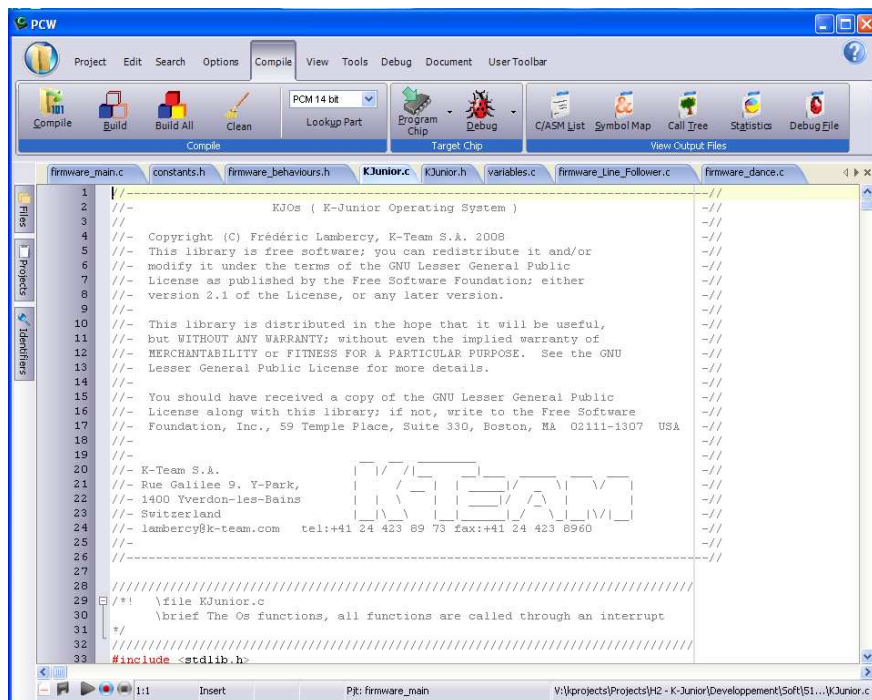 PCW
Project Edit Search Options Compile View Tools Debug Document User Toolbar
PCM 14 bit
Compile Build Build All Clean Lookup Part Program Chip Debug C/ASM List Symbol Map Call Tree Statistics Debug File
Compile Target Chip View Output Files
firmware_main.c constants.h firmware_behaviours.h KJunior.c KJunior.h variables.c firmware_Line_Follower.c firmware_dance.c
Files
Projects
Identifiers
1 //--------------------------------------------------------------------------------//
2 //- KJOs ( K-Junior Operating System ) -//
3 // -//
4 //- Copyright (C) Frédéric Lambercy, K-Team S.A. 2008 -//
5 //- This library is free software; you can redistribute it and/or -//
6 //- modify it under the terms of the GNU Lesser General Public -//
7 //- License as published by the Free Software Foundation; either -//
8 //- version 2.1 of the License, or any later version. -//
9 //- -//
10 //- This library is distributed in the hope that it will be useful, -//
11 //- but WITHOUT ANY WARRANTY; without even the implied warranty of -//
12 //- MERCHANTABILITY or FITNESS FOR A PARTICULAR PURPOSE. See the GNU -//
13 //- Lesser General Public License for more details. -//
14 //- -//
15 //- You should have received a copy of the GNU Lesser General Public -//
16 //- License along with this library; if not, write to the Free Software -//
17 //- Foundation, Inc., 59 Temple Place, Suite 330, Boston, MA 02111-1307 USA -//
18 //- -//
19 //- -//
20 //- K-Team S.A. -//
21 //- Rue Galilee 9. Y-Park, -//
22 //- 1400 Yverdon-les-Bains -//
23 //- Switzerland -//
24 //- lambercy@k-team.com tel:+41 24 423 89 73 fax:+41 24 423 8960 -//
25 //- -//
26 //--------------------------------------------------------------------------------//
27
28 ////////////////////////////////////////////////////////////////////////////////
29 /*! \file KJunior.c
30 \brief The Os functions, all functions are called through an interrupt
31 */
32 ////////////////////////////////////////////////////////////////////////////////
33 #include <stdlib.h>
1:1 Insert Pjt: firmware_main V:\kprojects\Projects\H2 - K-Junior\Developpement\Soft\S1...\KJunior.c